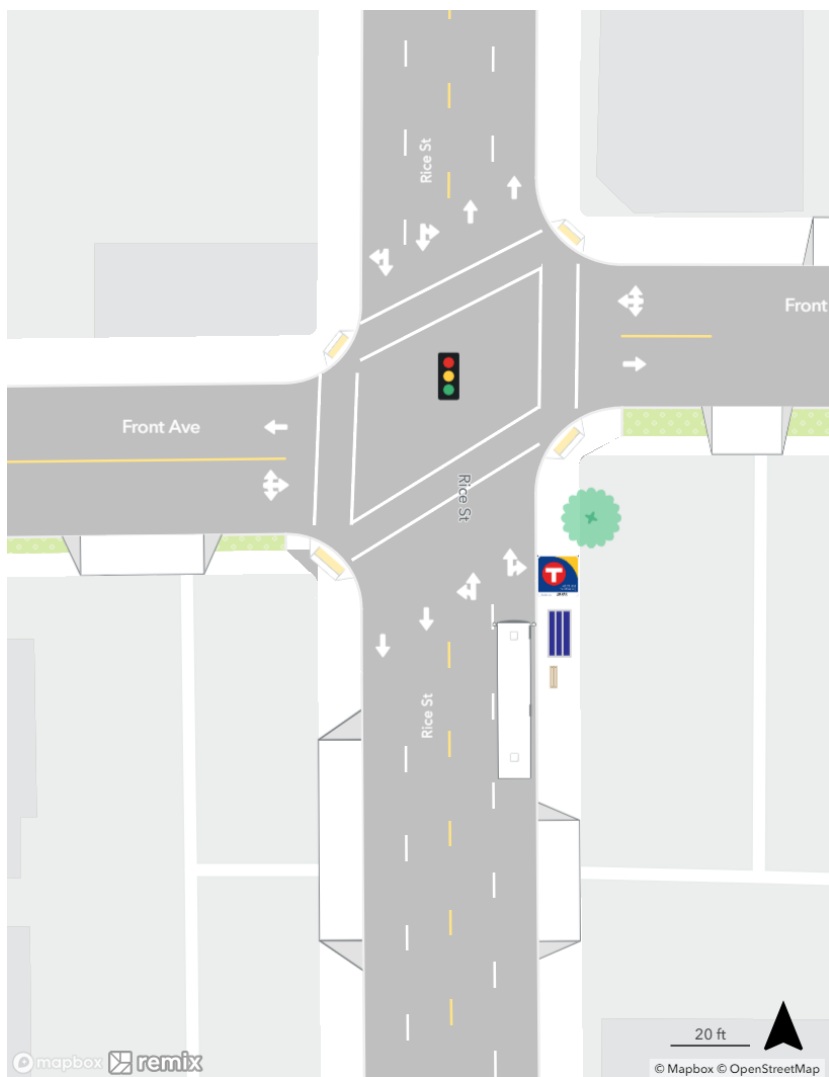 Rice St
Front
Front Ave
Rice St
T
Rice St
20 ft
mapbox remix
© Mapbox © OpenStreetMap